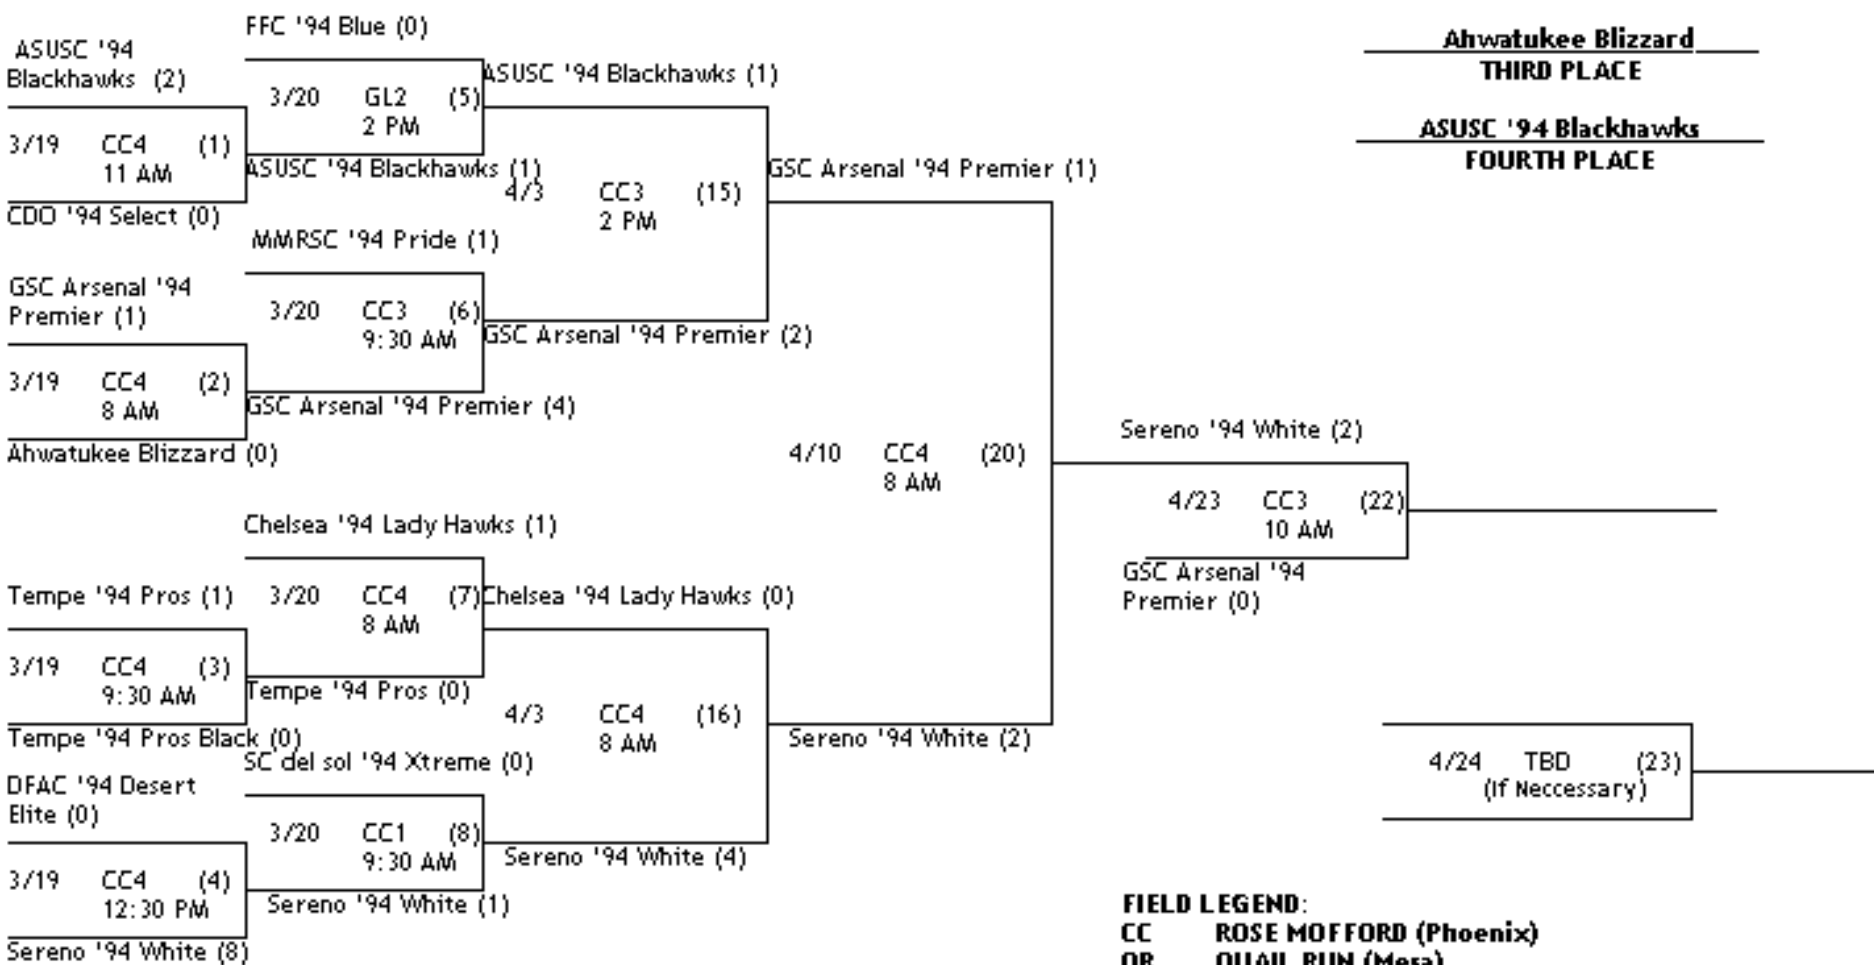 FFC '94 Blue (0)
ASUSC '94
Blackhawks (2)
3/19 CC4 (1)
11 AM
CDO '94 Select (0)
3/20 GL2 (5)
2 PM
ASUSC '94 Blackhawks (1)
ASUSC '94 Blackhawks (1)
4/3 CC3 (15)
2 PM
GSC Arsenal '94 Premier (1)
MMRSC '94 Pride (1)
GSC Arsenal '94
Premier (1)
3/20 CC3 (6)
9:30 AM
GSC Arsenal '94 Premier (2)
3/19 CC4 (2)
8 AM
GSC Arsenal '94 Premier (4)
Ahwatukee Blizzard (0)
4/10 CC4 (20)
8 AM
Chelsea '94 Lady Hawks (1)
Tempe '94 Pros (1)
3/20 CC4 (7)
8 AM
Chelsea '94 Lady Hawks (0)
3/19 CC4 (3)
9:30 AM
Tempe '94 Pros (0)
Tempe '94 Pros Black (0)
4/3 CC4 (16)
8 AM
Sereno '94 White (2)
SC del sol '94 Xtreme (0)
DFAC '94 Desert
Elite (0)
3/20 CC1 (8)
9:30 AM
Sereno '94 White (4)
3/19 CC4 (4)
12:30 PM
Sereno '94 White (1)
Sereno '94 White (8)
Ahwatukee Blizzard
THIRD PLACE
ASUSC '94 Blackhawks
FOURTH PLACE
Sereno '94 White (2)
4/23 CC3 (22)
10 AM
GSC Arsenal '94
Premier (0)
4/24 TBD (23)
(If Neccessary)
FIELD LEGEND:
CC ROSE MOFFORD (Phoenix)
QR QUAIL RUN (Mesa)